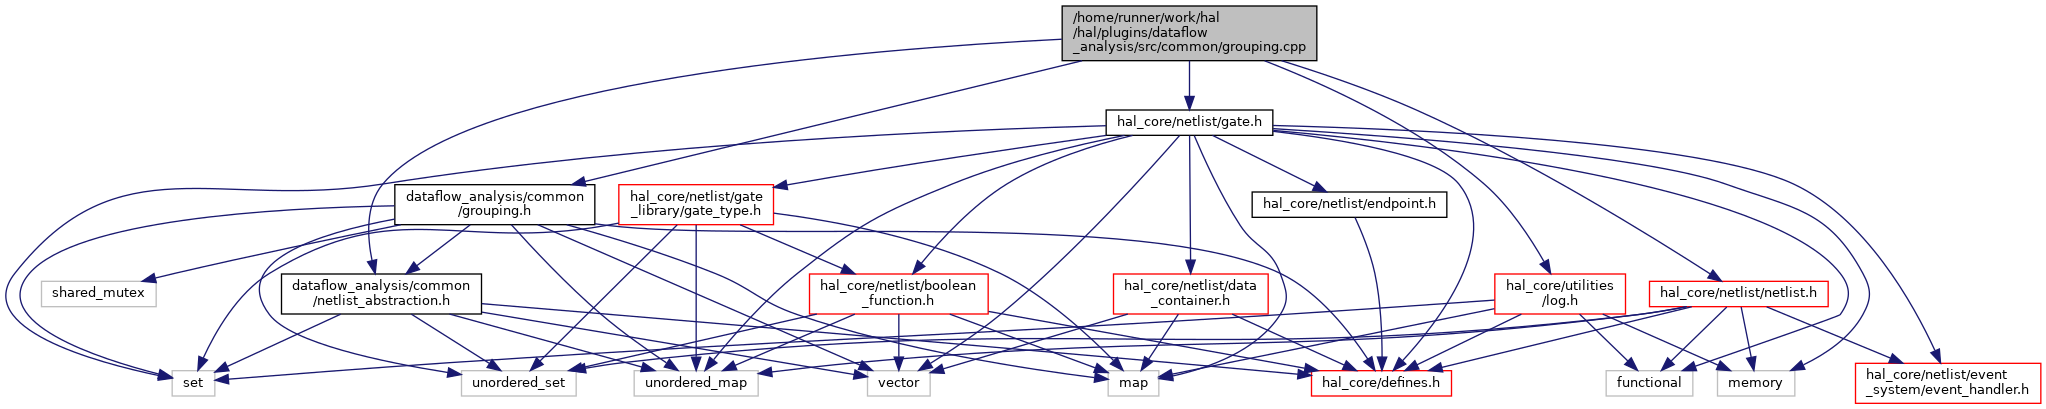 /home/runner/work/hal
/hal/plugins/dataflow
_analysis/src/common/grouping.cpp
hal_core/netlist/gate.h
dataflow_analysis/common
/grouping.h
hal_core/netlist/gate
_library/gate_type.h
hal_core/netlist/endpoint.h
shared_mutex
dataflow_analysis/common
/netlist_abstraction.h
hal_core/netlist/boolean
_function.h
hal_core/netlist/data
_container.h
hal_core/utilities
/log.h
hal_core/netlist/netlist.h
set
unordered_set
unordered_map
vector
map
hal_core/defines.h
functional
memory
hal_core/netlist/event
_system/event_handler.h